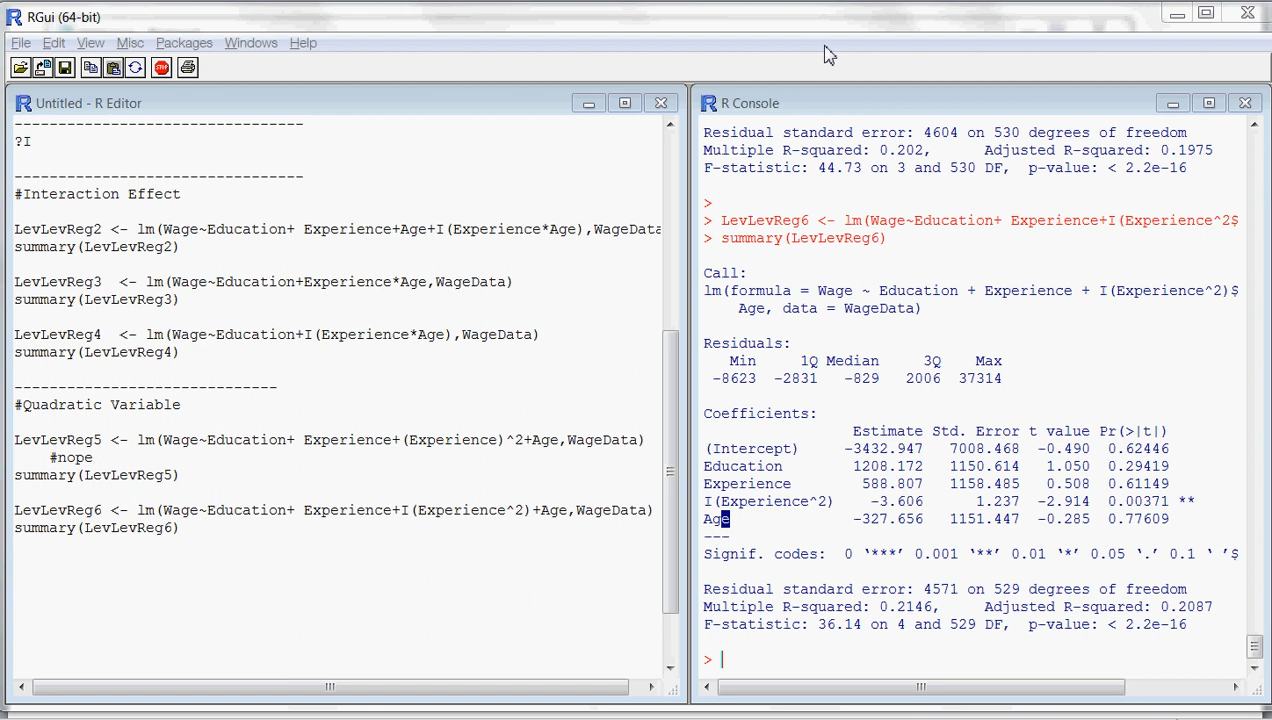 RGui (64-bit)
File Edit View Misc Packages Windows Help
STOP
Untitled - R Editor
--------------------------------
?I
--------------------------------
#Interaction Effect
LevLevReg2 <- lm(Wage~Education+ Experience+Age+I(Experience*Age),WageData
summary(LevLevReg2)
LevLevReg3  <- lm(Wage~Education+Experience*Age,WageData)
summary(LevLevReg3)
LevLevReg4  <- lm(Wage~Education+I(Experience*Age),WageData)
summary(LevLevReg4)
------------------------------
#Quadratic Variable
LevLevReg5 <- lm(Wage~Education+ Experience+(Experience)^2+Age,WageData)
#nope
summary(LevLevReg5)
LevLevReg6 <- lm(Wage~Education+ Experience+I(Experience^2)+Age,WageData)
summary(LevLevReg6)
R Console
Residual standard error: 4604 on 530 degrees of freedom
Multiple R-squared: 0.202,     Adjusted R-squared: 0.1975
F-statistic: 44.73 on 3 and 530 DF,  p-value: < 2.2e-16
>
> LevLevReg6 <- lm(Wage~Education+ Experience+I(Experience^2$
> summary(LevLevReg6)
Call:
lm(formula = Wage ~ Education + Experience + I(Experience^2)$
Age, data = WageData)
Residuals:
Min     1Q Median     3Q    Max
-8623  -2831   -829   2006  37314
Coefficients:
Estimate Std. Error t value Pr(>|t|)
(Intercept)     -3432.947   7008.468  -0.490  0.62446
Education        1208.172   1150.614   1.050  0.29419
Experience        588.807   1158.485   0.508  0.61149
I(Experience^2)    -3.606      1.237  -2.914  0.00371 **
Age              -327.656   1151.447  -0.285  0.77609
---
Signif. codes:  0 ‘***’ 0.001 ‘**’ 0.01 ‘*’ 0.05 ‘.’ 0.1 ‘ ’$
Residual standard error: 4571 on 529 degrees of freedom
Multiple R-squared: 0.2146,     Adjusted R-squared: 0.2087
F-statistic: 36.14 on 4 and 529 DF,  p-value: < 2.2e-16
>